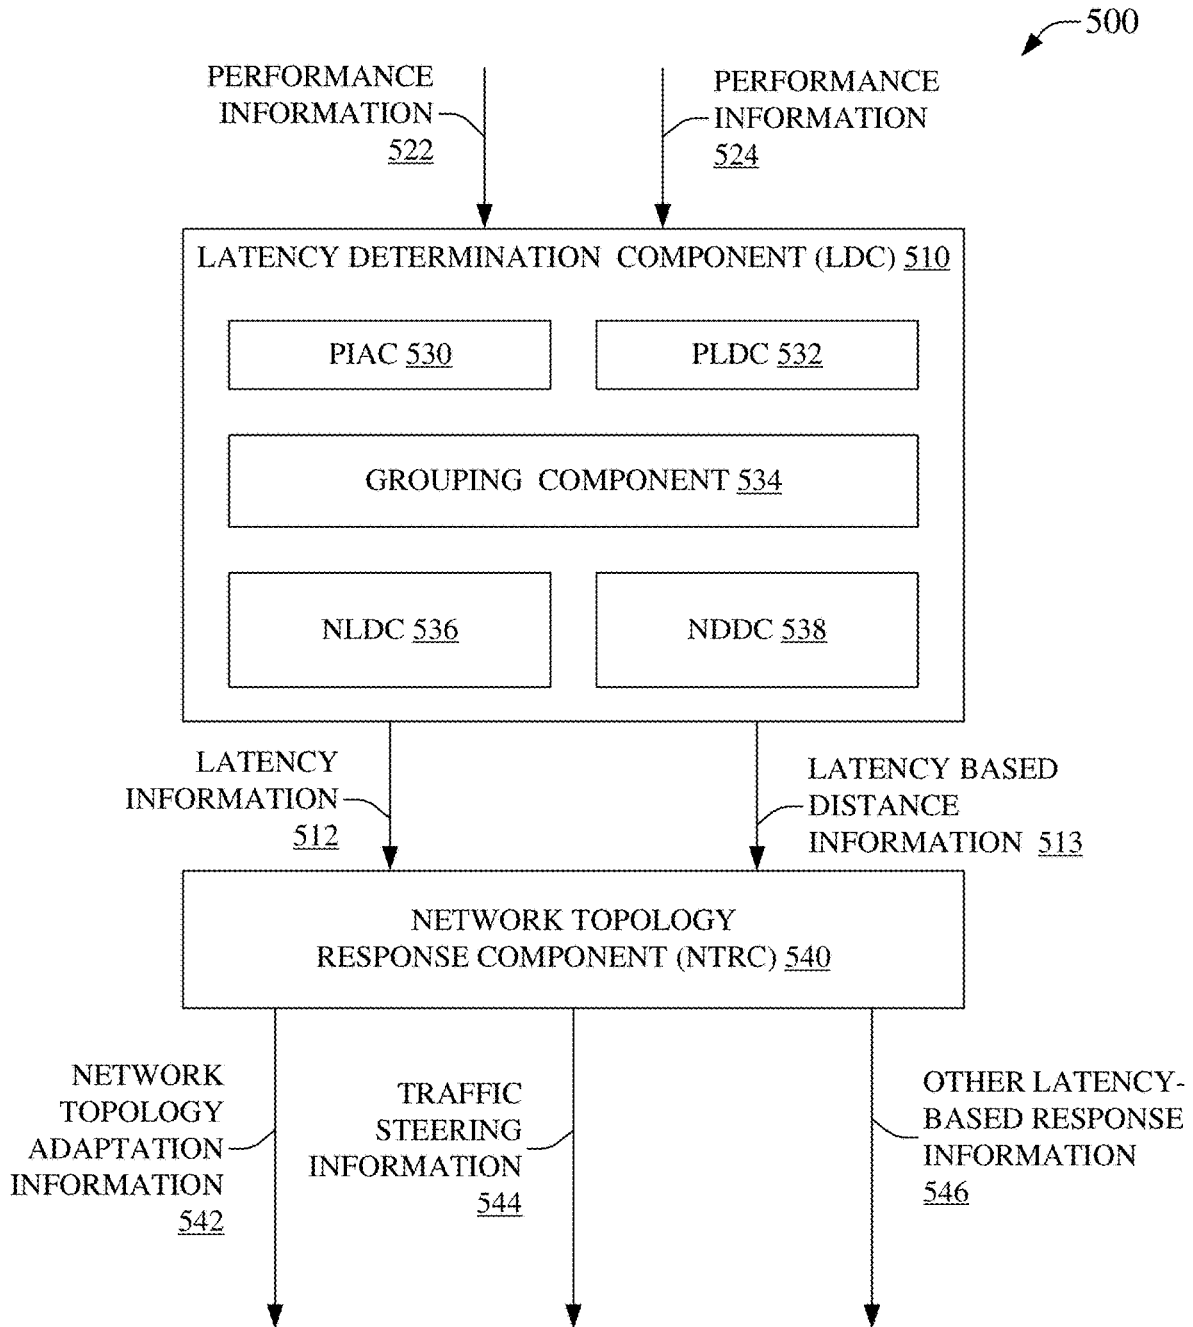 500
PERFORMANCE
INFORMATION
522
PERFORMANCE
INFORMATION
524
LATENCY DETERMINATION COMPONENT (LDC) 510
PIAC 530
PLDC 532
GROUPING COMPONENT 534
NLDC 536
NDDC 538
LATENCY
INFORMATION
512
LATENCY BASED
DISTANCE
INFORMATION 513
NETWORK TOPOLOGY
RESPONSE COMPONENT (NTRC) 540
NETWORK
TOPOLOGY
ADAPTATION
INFORMATION
542
TRAFFIC
STEERING
INFORMATION
544
OTHER LATENCY-
BASED RESPONSE
INFORMATION
546